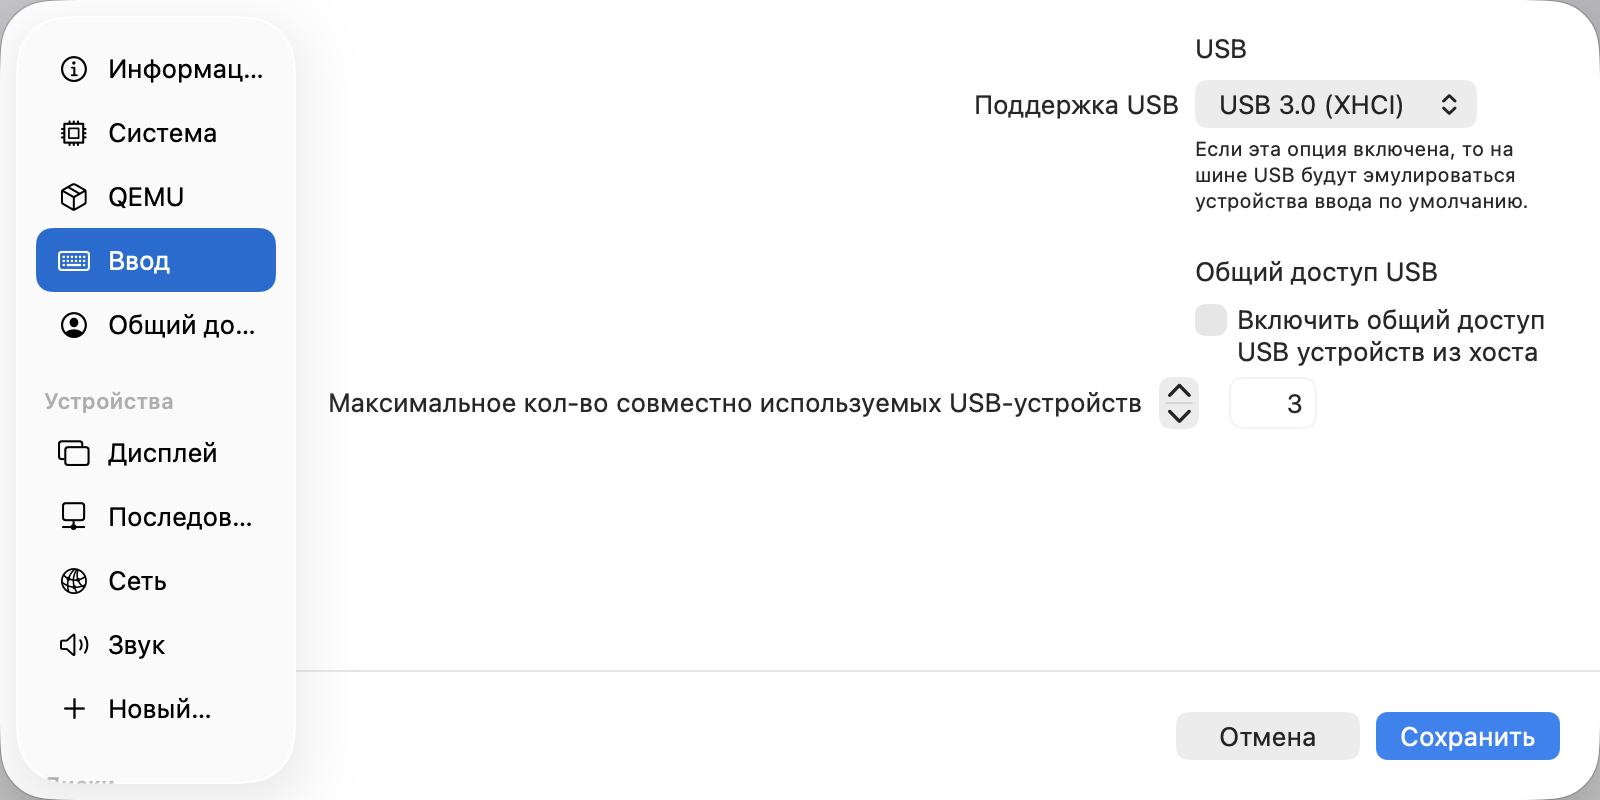 Информац...
Система
QEMU
Ввод
Общий до...
Устройства
Дисплей
Последов...
Сеть
Звук
Новый...
USB
Поддержка USB
USB 3.0 (XHCI)
Если эта опция включена, то на
шине USB будут эмулироваться
устройства ввода по умолчанию.
Общий доступ USB
Включить общий доступ
USB устройств из хоста
Максимальное кол-во совместно используемых USB-устройств
3
Отмена
Сохранить